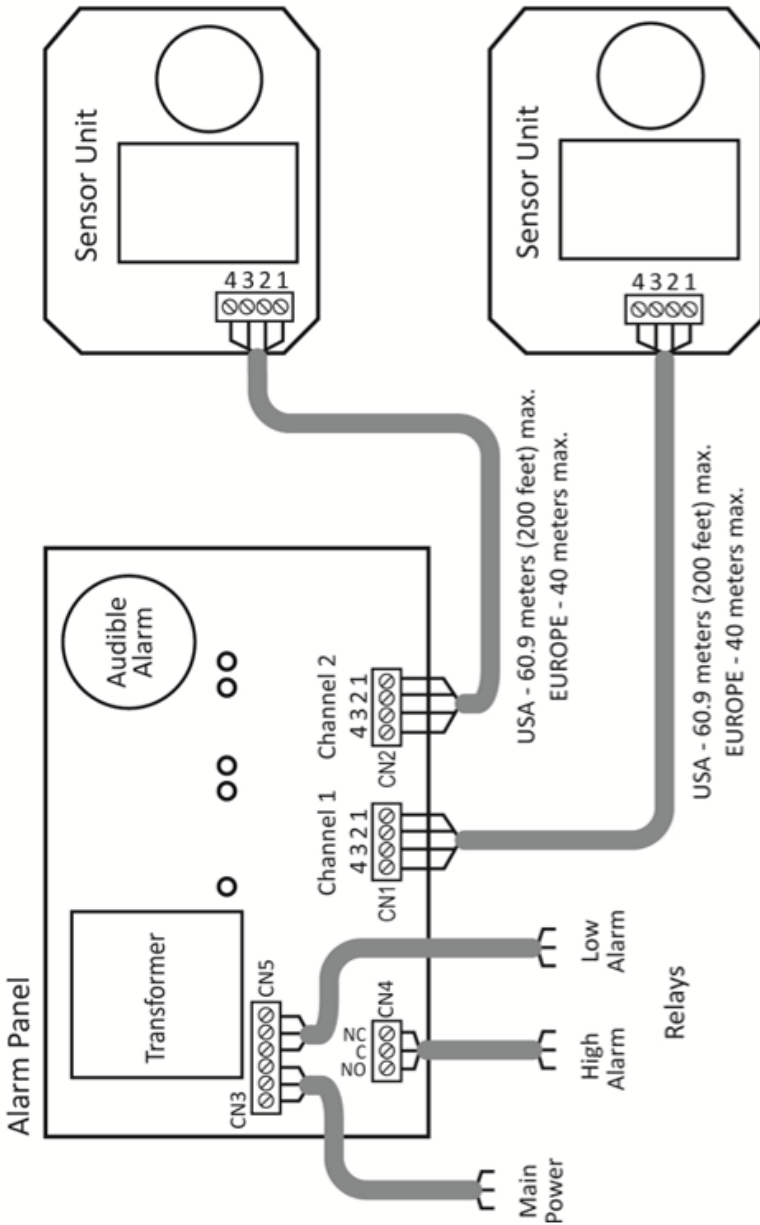 Alarm Panel
Transformer
Audible
Alarm
CN3
CN5
NC
C
NO
CN4
Channel 1
4 3 2 1
CN1
Channel 2
4 3 2 1
CN2
Main
Power
High
Alarm
Low
Alarm
Relays
Sensor Unit
4 3 2 1
USA - 60.9 meters (200 feet) max.
EUROPE - 40 meters max.
Sensor Unit
4 3 2 1
USA - 60.9 meters (200 feet) max.
EUROPE - 40 meters max.